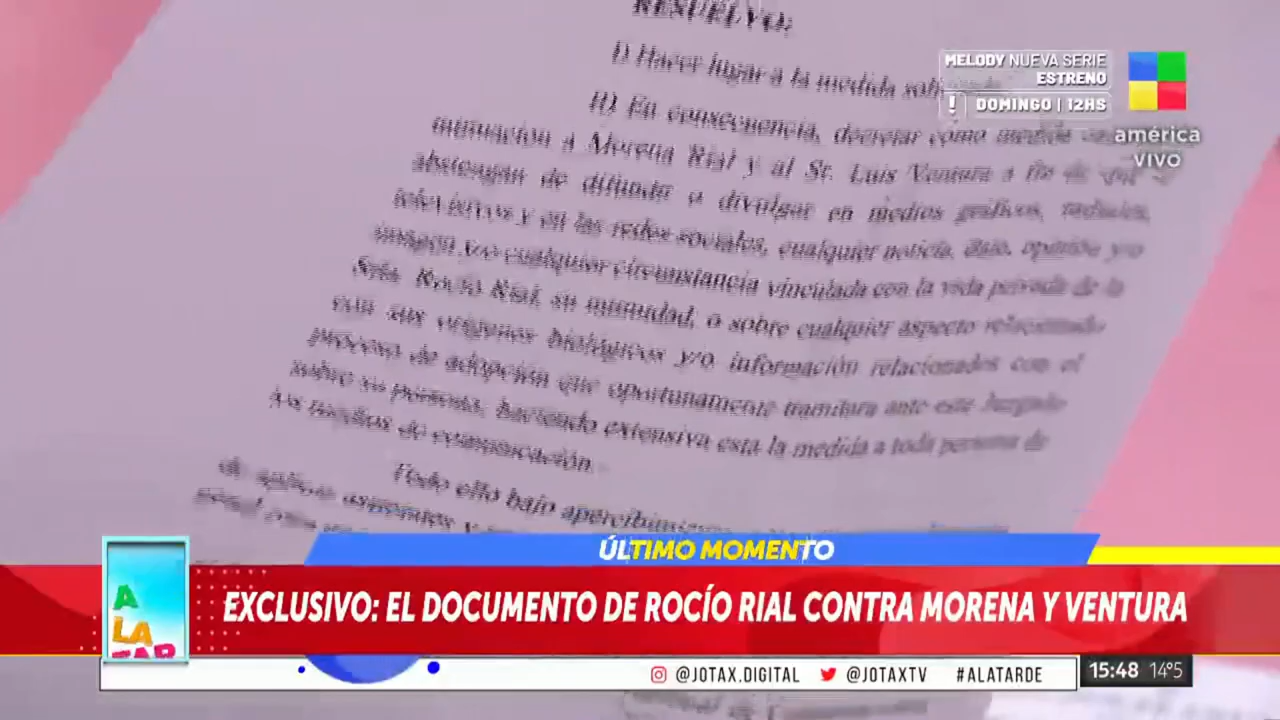 RESUELVO:
I) Hacer lugar a la medida
II) En consecuencia, decretar como medida
a Morena Rial y al Sr. Luis Ventura a fin de que se
abstengan de difundir o divulgar en medios gráficos, radiales,
televisivos y en las redes sociales, cualquier noticia, dato, opinión y/o
imagen y/o cualquier circunstancia vinculada con la vida privada de la
Srta. Rocío Rial, su intimidad, o sobre cualquier aspecto relacionado
con sus orígenes biológicos y/o información relacionados con el
proceso de adopción que oportunamente tramitara ante este Juzgado
sobre su persona, haciendo extensiva esta la medida a toda persona de
los medios de comunicación.
Todo ello bajo apercibimiento
de aplicar astreintes y
MELODY NUEVA SERIE
ESTRENO
! DOMINGO | 12HS
américa
VIVO
ÚLTIMO MOMENTO
A
LA
TAR
EXCLUSIVO: EL DOCUMENTO DE ROCÍO RIAL CONTRA MORENA Y VENTURA
@JOTAX.DIGITAL @JOTAXTV #ALATARDE
15:48 14°5